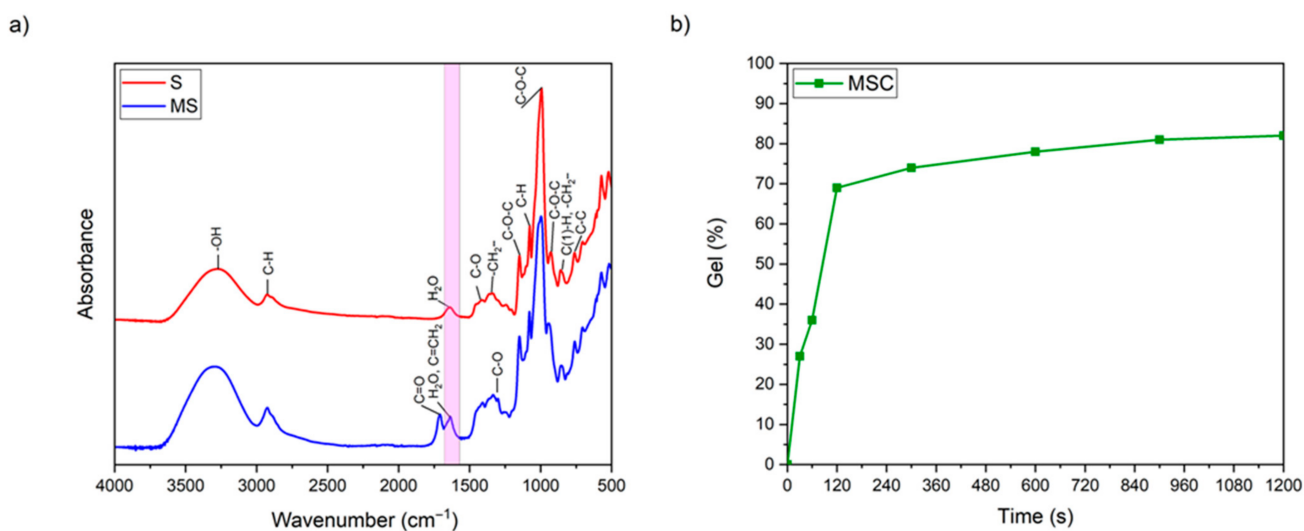 a)
S
MS
-OH
C-H
H₂O
C-O
-CH₂-
C-O-C
C-H
C-O-C
C-O-C
C(1)-H, -CH₂-
C-C
C=O
H₂O, C=CH₂
C-O
Absorbance
4000 3500 3000 2500 2000 1500 1000 500
Wavenumber (cm⁻¹)
b)
MSC
Gel (%)
100
90
80
70
60
50
40
30
20
10
0
0 120 240 360 480 600 720 840 960 1080 1200
Time (s)